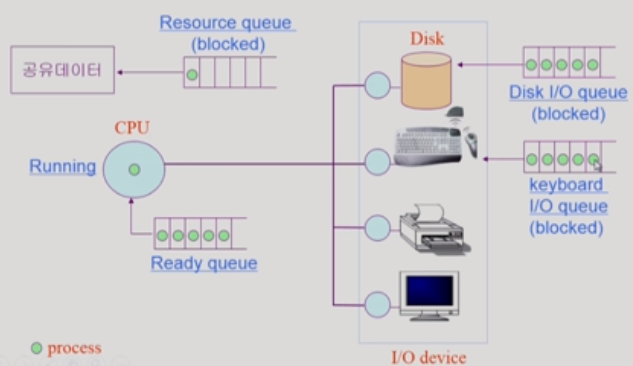 Resource queue
(blocked)
공유데이터
Disk
Disk I/O queue
(blocked)
CPU
Running
keyboard
I/O queue
(blocked)
Ready queue
process
I/O device